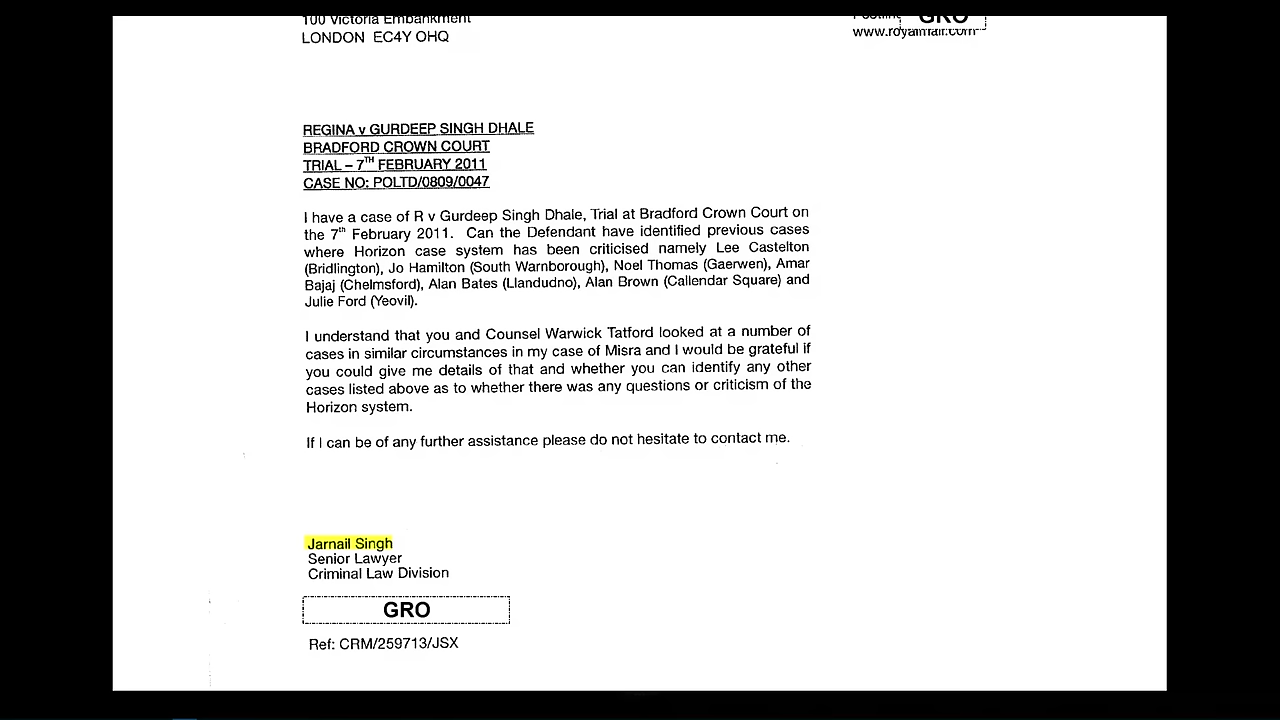 100 Victoria Embankment
LONDON EC4Y OHQ
GRO
www.royalmail.com
REGINA v GURDEEP SINGH DHALE
BRADFORD CROWN COURT
TRIAL – 7TH FEBRUARY 2011
CASE NO: POLTD/0809/0047
I have a case of R v Gurdeep Singh Dhale, Trial at Bradford Crown Court on
the 7th February 2011. Can the Defendant have identified previous cases
where Horizon case system has been criticised namely Lee Castelton
(Bridlington), Jo Hamilton (South Warnborough), Noel Thomas (Gaerwen), Amar
Bajaj (Chelmsford), Alan Bates (Llandudno), Alan Brown (Callendar Square) and
Julie Ford (Yeovil).
I understand that you and Counsel Warwick Tatford looked at a number of
cases in similar circumstances in my case of Misra and I would be grateful if
you could give me details of that and whether you can identify any other
cases listed above as to whether there was any questions or criticism of the
Horizon system.
If I can be of any further assistance please do not hesitate to contact me.
Jarnail Singh
Senior Lawyer
Criminal Law Division
GRO
Ref: CRM/259713/JSX